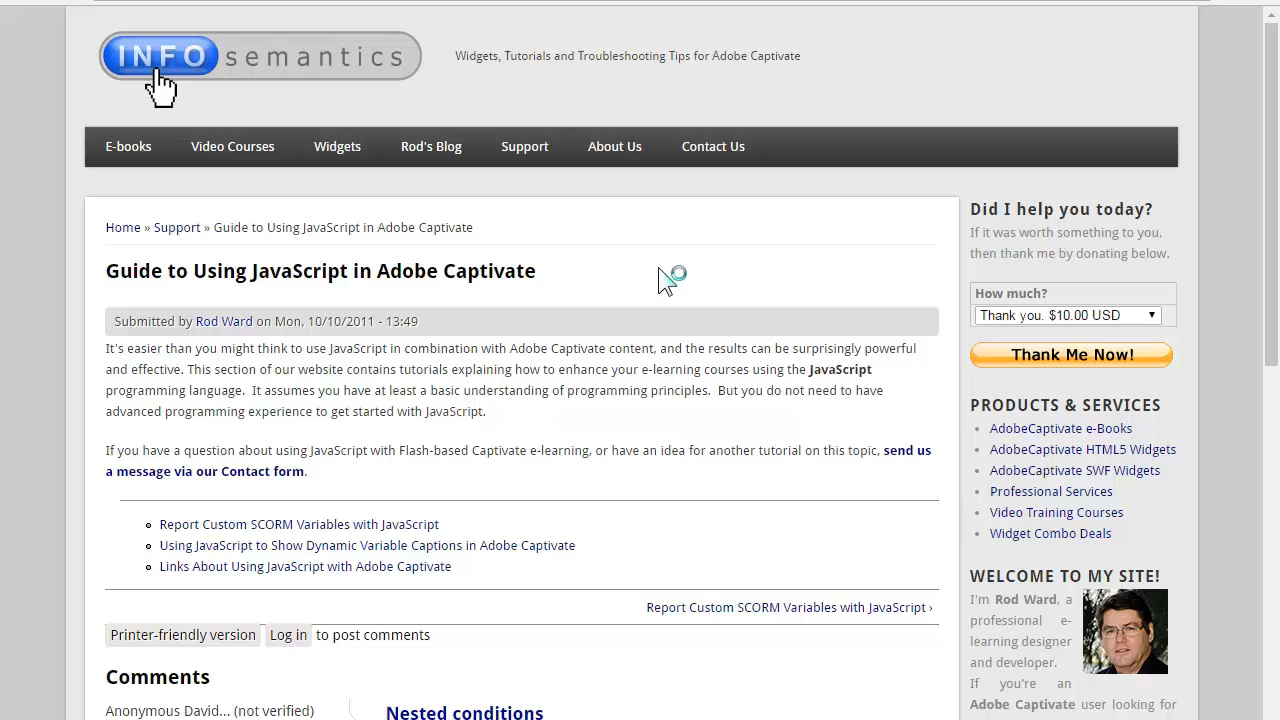 INFO semantics
Widgets, Tutorials and Troubleshooting Tips for Adobe Captivate
E-books Video Courses Widgets Rod's Blog Support About Us Contact Us
Home » Support » Guide to Using JavaScript in Adobe Captivate
Guide to Using JavaScript in Adobe Captivate
Submitted by Rod Ward on Mon, 10/10/2011 - 13:49
It's easier than you might think to use JavaScript in combination with Adobe Captivate content, and the results can be surprisingly powerful
and effective. This section of our website contains tutorials explaining how to enhance your e-learning courses using the JavaScript
programming language. It assumes you have at least a basic understanding of programming principles. But you do not need to have
advanced programming experience to get started with JavaScript.
If you have a question about using JavaScript with Flash-based Captivate e-learning, or have an idea for another tutorial on this topic, send us
a message via our Contact form.
Report Custom SCORM Variables with JavaScript
Using JavaScript to Show Dynamic Variable Captions in Adobe Captivate
Links About Using JavaScript with Adobe Captivate
Report Custom SCORM Variables with JavaScript ›
Printer-friendly version Log in to post comments
Comments
Anonymous David... (not verified)
Nested conditions
Did I help you today?
If it was worth something to you,
then thank me by donating below.
How much?
Thank you. $10.00 USD
Thank Me Now!
PRODUCTS & SERVICES
AdobeCaptivate e-Books
AdobeCaptivate HTML5 Widgets
AdobeCaptivate SWF Widgets
Professional Services
Video Training Courses
Widget Combo Deals
WELCOME TO MY SITE!
I'm Rod Ward, a
professional e-
learning designer
and developer.
If you're an
Adobe Captivate user looking for